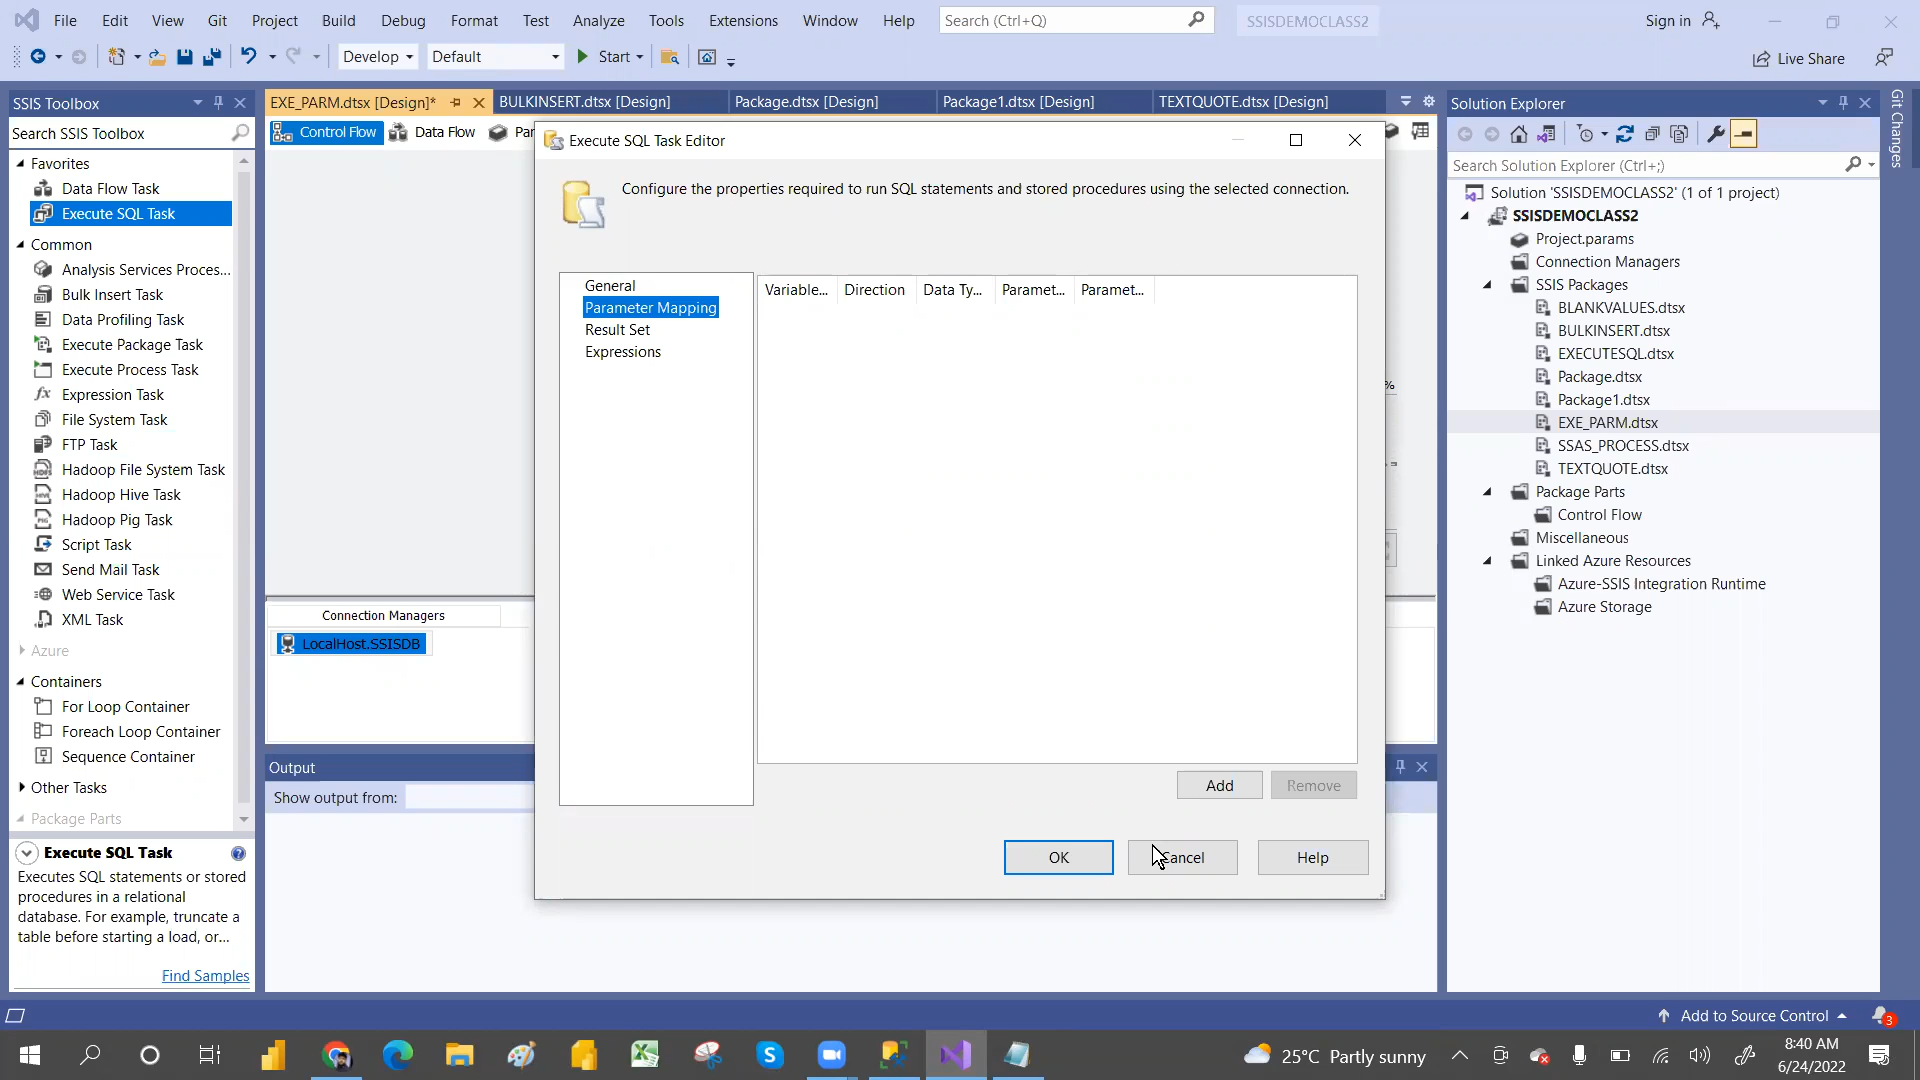 File Edit View Git Project Build Debug Format Test Analyze Tools Extensions Window Help Search (Ctrl+Q) SSISDEMOCLASS2 Sign in
Develop Default Start Live Share
SSIS Toolbox
Search SSIS Toolbox
Favorites
Data Flow Task
Execute SQL Task
Common
Analysis Services Proces...
Bulk Insert Task
Data Profiling Task
Execute Package Task
Execute Process Task
Expression Task
File System Task
FTP Task
Hadoop File System Task
Hadoop Hive Task
Hadoop Pig Task
Script Task
Send Mail Task
Web Service Task
XML Task
Azure
Containers
For Loop Container
Foreach Loop Container
Sequence Container
Other Tasks
Package Parts
Execute SQL Task
Executes SQL statements or stored
procedures in a relational
database. For example, truncate a
table before starting a load, or...
Find Samples
EXE_PARM.dtsx [Design]* BULKINSERT.dtsx [Design] Package.dtsx [Design] Package1.dtsx [Design] TEXTQUOTE.dtsx [Design]
Control Flow Data Flow Par
Execute SQL Task Editor
Configure the properties required to run SQL statements and stored procedures using the selected connection.
General
Parameter Mapping
Result Set
Expressions
Variable... Direction Data Ty... Paramet... Paramet...
Add Remove
OK Cancel Help
%
Connection Managers
LocalHost.SSISDB
Output
Show output from:
Solution Explorer
Search Solution Explorer (Ctrl+;)
Solution 'SSISDEMOCLASS2' (1 of 1 project)
SSISDEMOCLASS2
Project.params
Connection Managers
SSIS Packages
BLANKVALUES.dtsx
BULKINSERT.dtsx
EXECUTESQL.dtsx
Package.dtsx
Package1.dtsx
EXE_PARM.dtsx
SSAS_PROCESS.dtsx
TEXTQUOTE.dtsx
Package Parts
Control Flow
Miscellaneous
Linked Azure Resources
Azure-SSIS Integration Runtime
Azure Storage
Git Changes
Add to Source Control 3
25°C Partly sunny
8:40 AM
6/24/2022